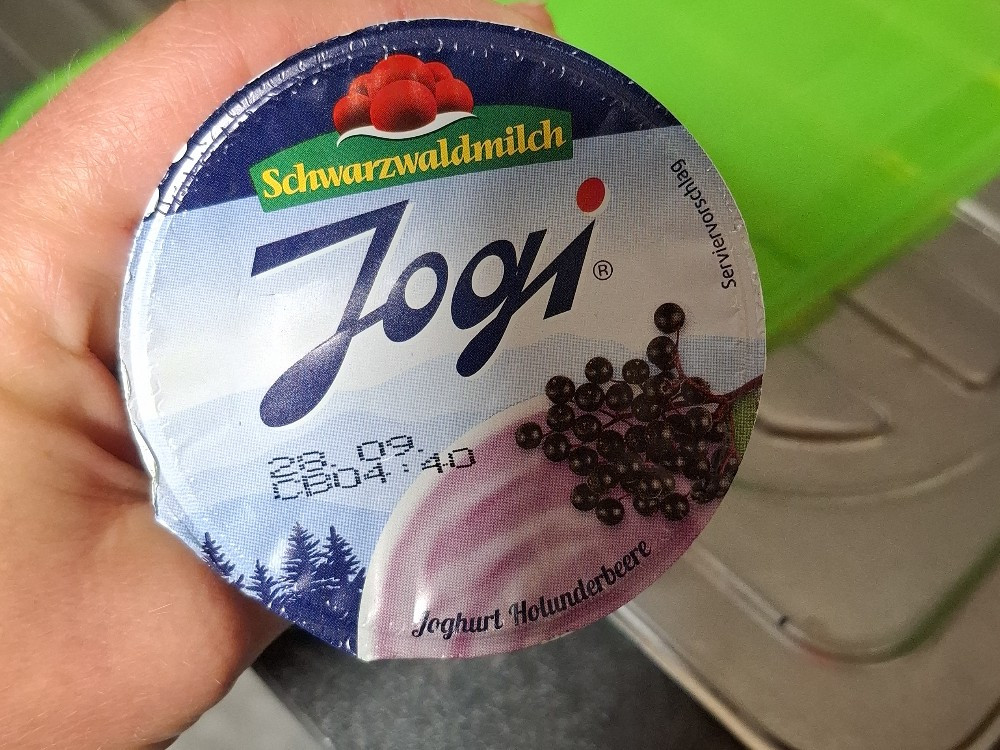 Schwarzwaldmilch
Jogi®
Serviervorschlag
28. 09.
CB04:40
Joghurt Holunderbeere